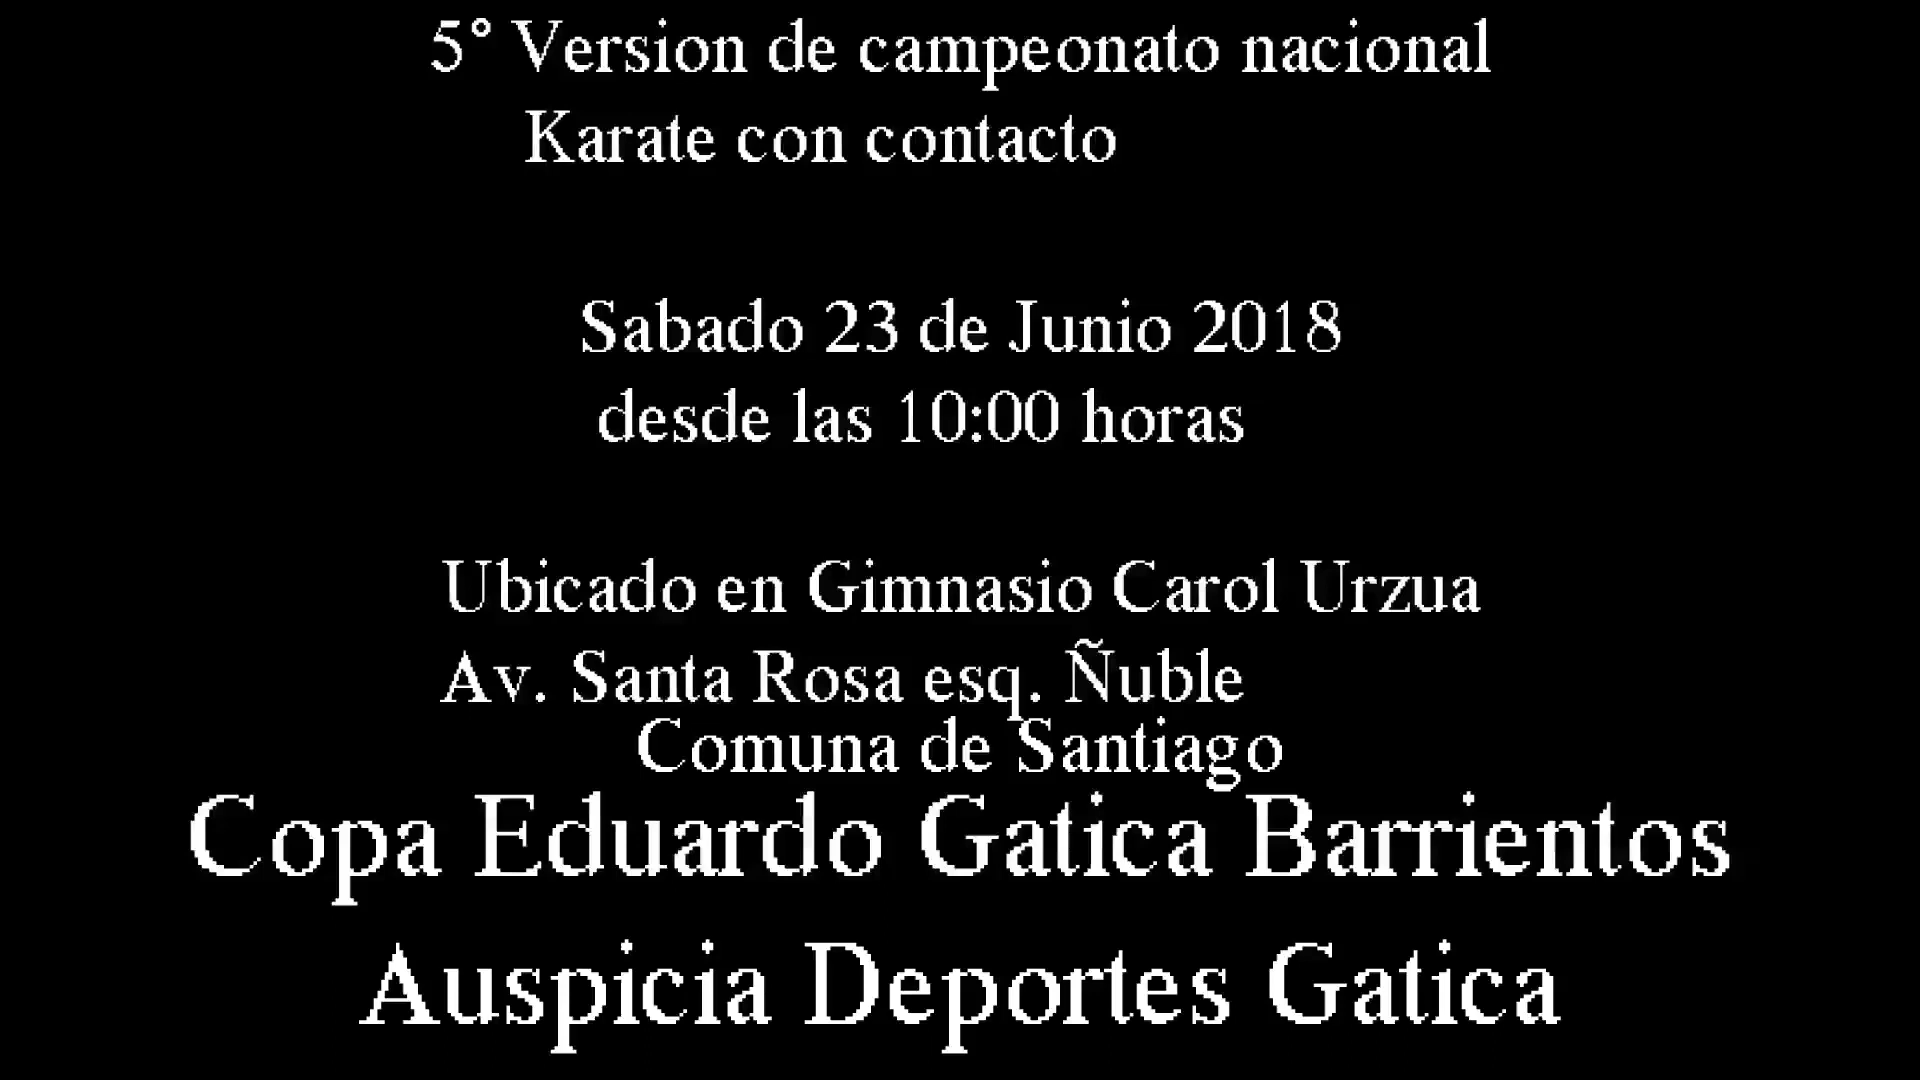 5° Version de campeonato nacional
Karate con contacto
Sabado 23 de Junio 2018
desde las 10:00 horas
Ubicado en Gimnasio Carol Urzua
Av. Santa Rosa esq. Ñuble
Comuna de Santiago
Copa Eduardo Gatica Barrientos
Auspicia Deportes Gatica